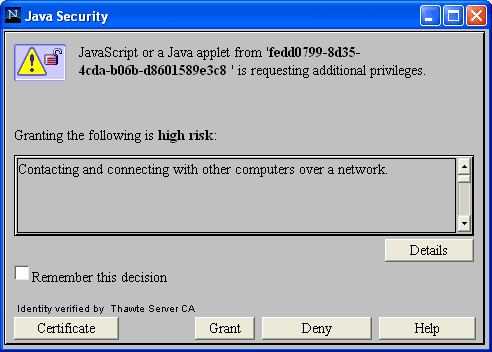 N Java Security
JavaScript or a Java applet from 'fedd0799-8d35-
4cda-b06b-d8601589e3c8 ' is requesting additional privileges.
Granting the following is high risk:
Contacting and connecting with other computers over a network.
Details
Remember this decision
Identity verified by Thawte Server CA
Certificate Grant Deny Help